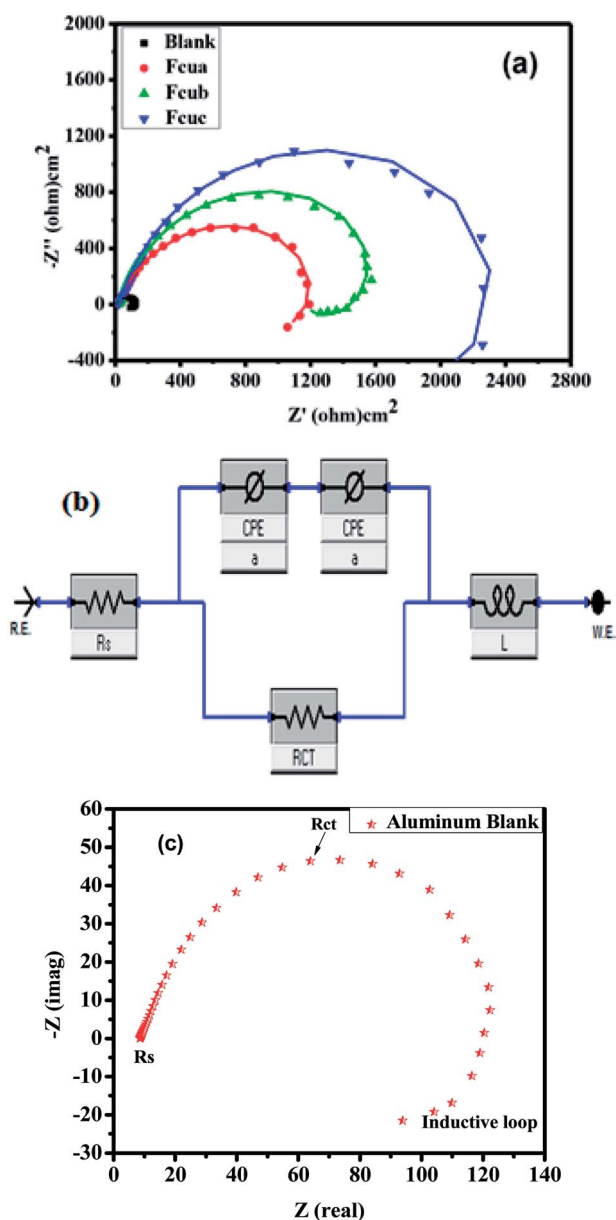 2000
1600
1200
800
400
0
-400
-Z" (ohm)cm2
Blank
Fcua
Fcub
Fcuc
(a)
0 400 800 1200 1600 2000 2400 2800
Z' (ohm)cm2
(b)
CPE CPE
a a
R.E. Rs L W.E.
RCT
60
50
40
30
20
10
0
-10
-20
-30
-Z (imag)
(c)
Rct
Aluminum Blank
Rs
Inductive loop
0 20 40 60 80 100 120 140
Z (real)